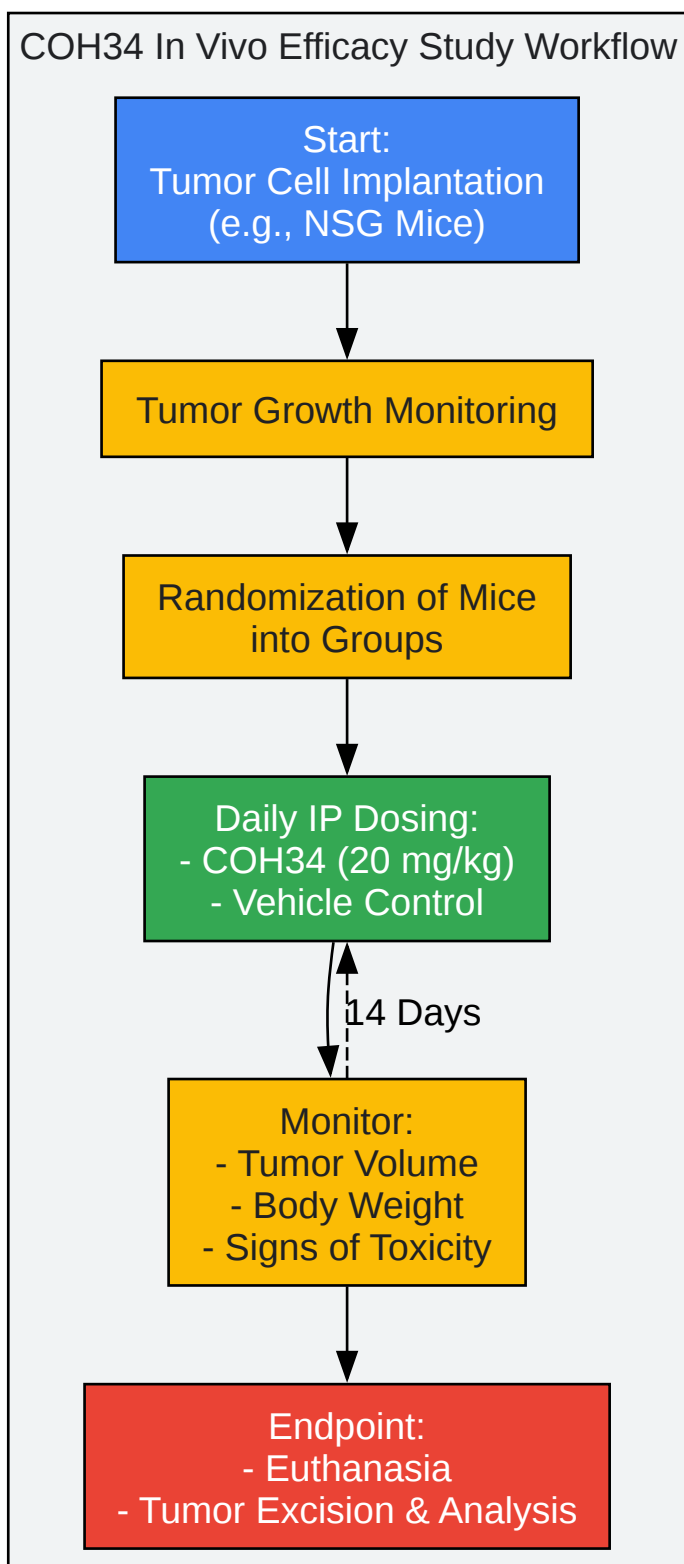 COH34 In Vivo Efficacy Study Workflow
Start:
Tumor Cell Implantation
(e.g., NSG Mice)
Tumor Growth Monitoring
Randomization of Mice
into Groups
Daily IP Dosing:
- COH34 (20 mg/kg)
- Vehicle Control
14 Days
Monitor:
- Tumor Volume
- Body Weight
- Signs of Toxicity
Endpoint:
- Euthanasia
- Tumor Excision & Analysis